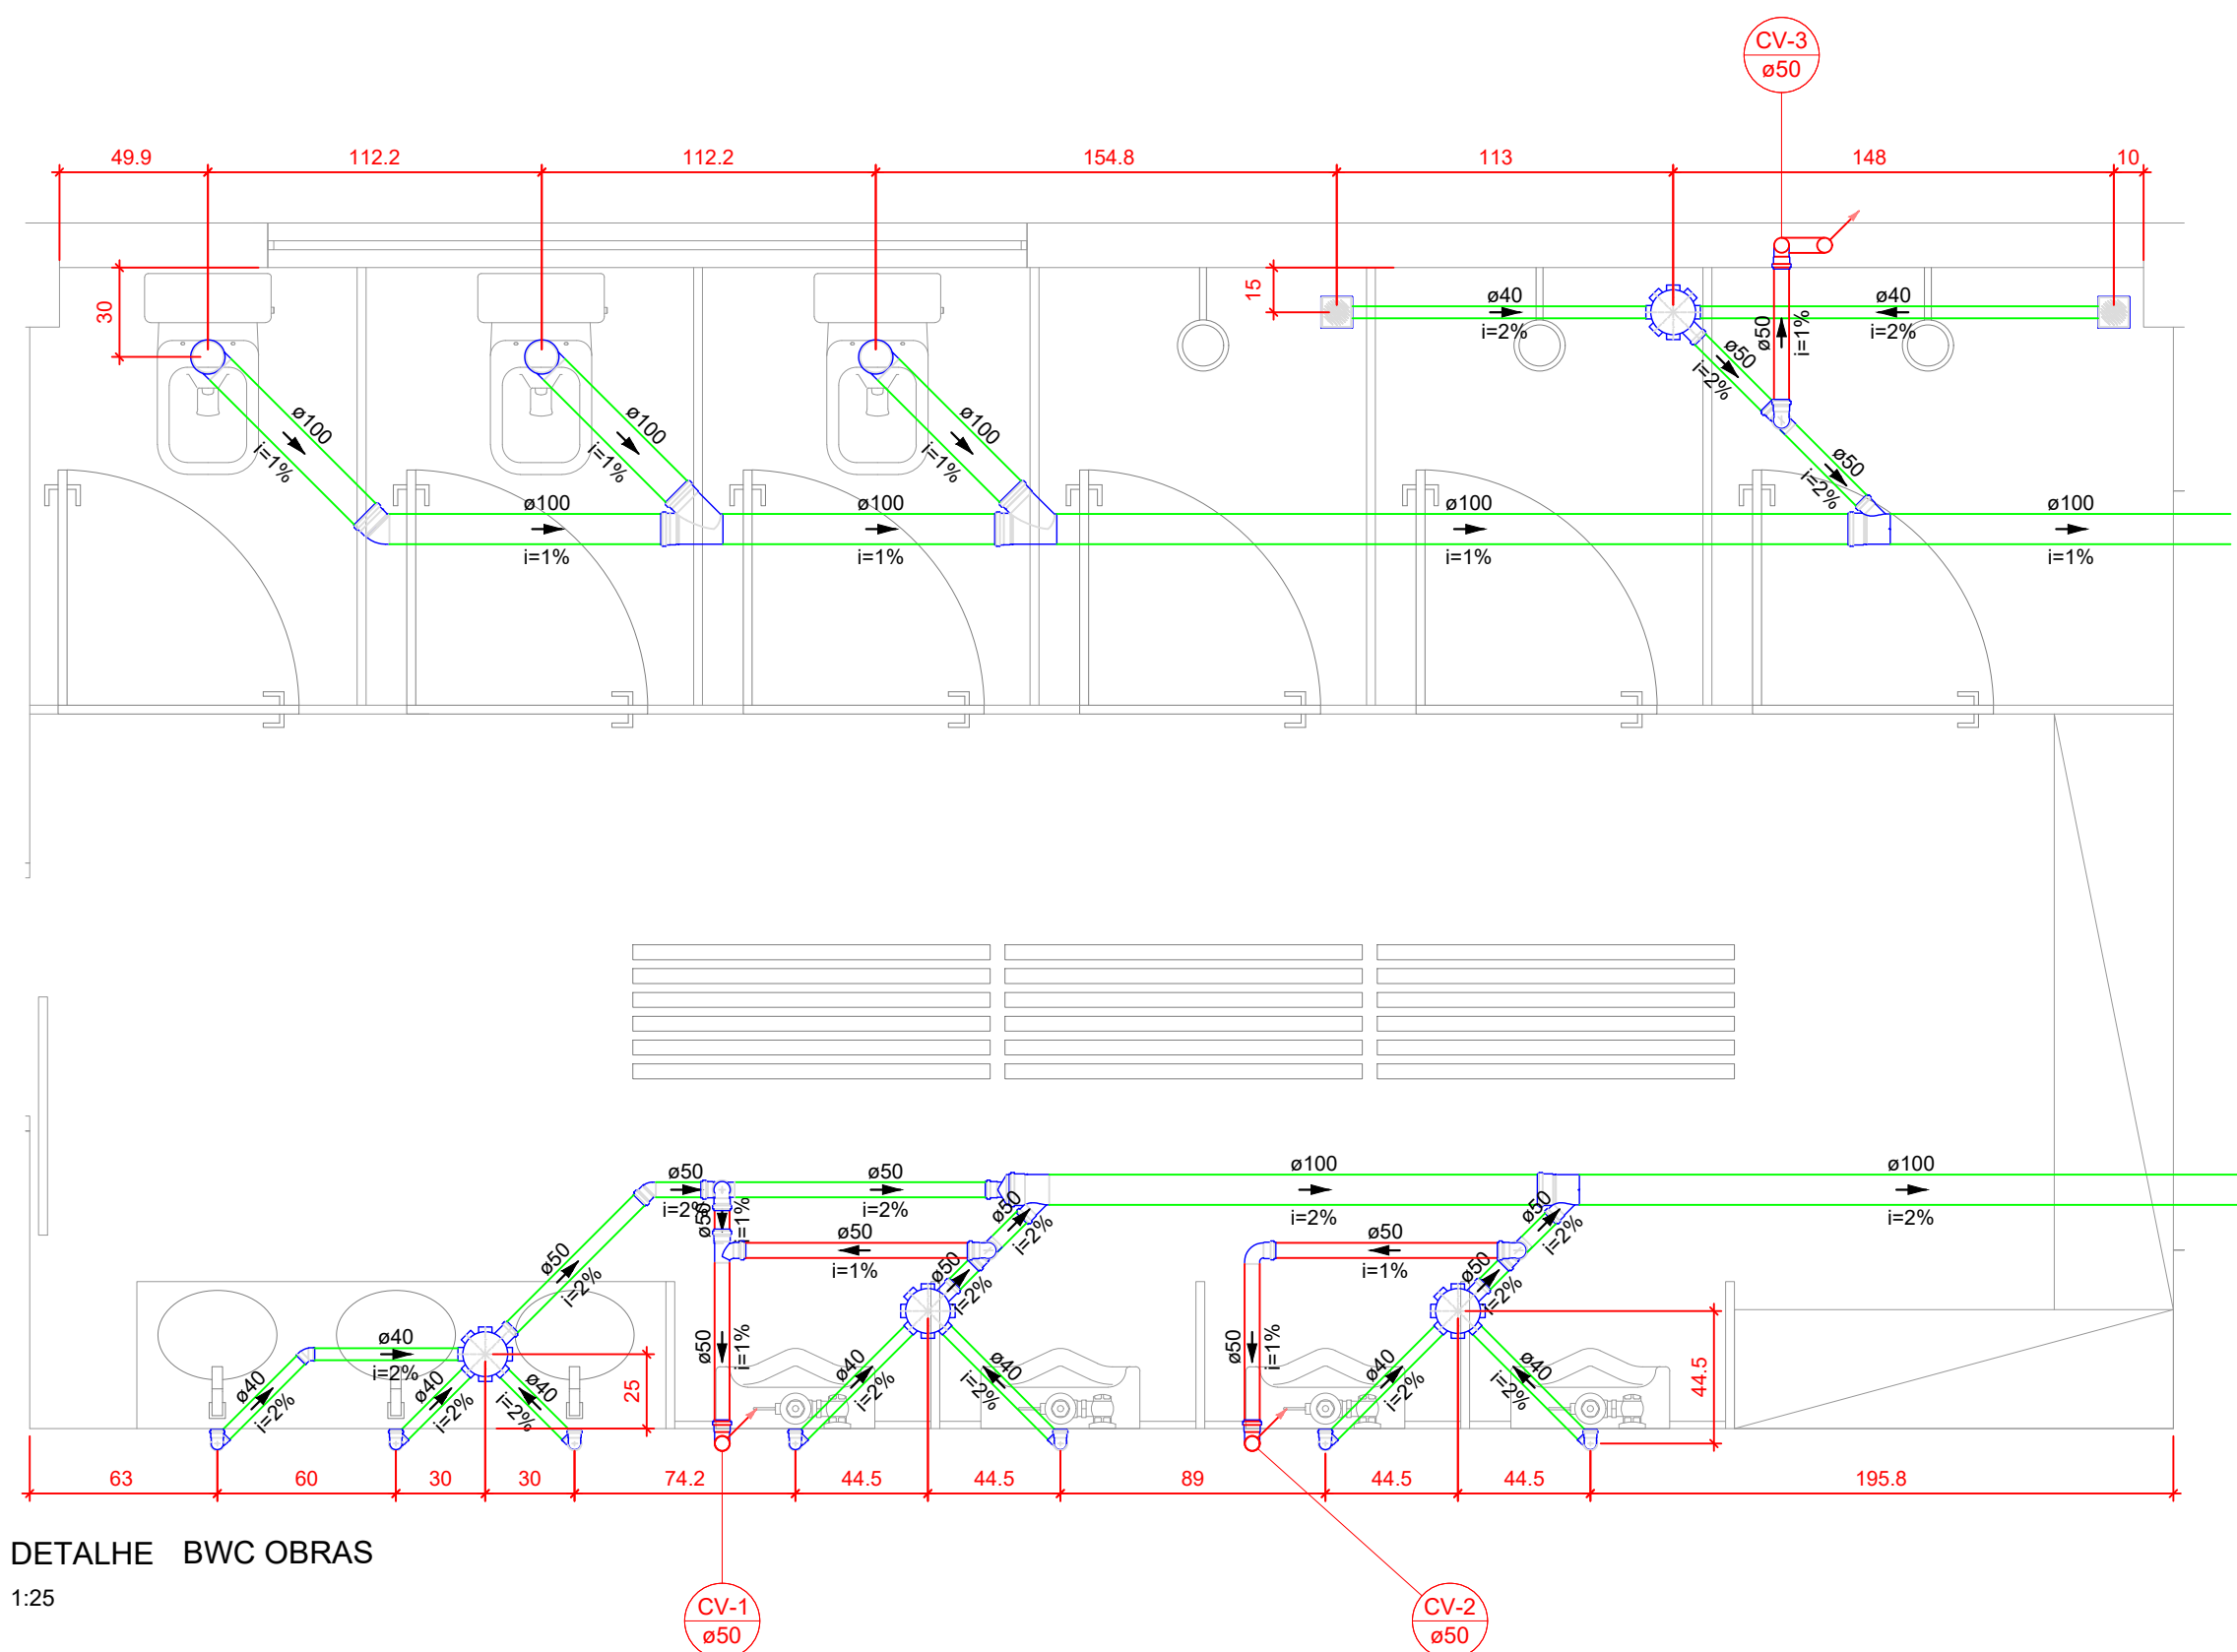 CV-3
ø50
49.9 112.2 112.2 154.8 113 148 10
30
15
ø40
i=2%
ø40
i=2%
ø50
i=1%
ø50
i=2%
ø100
i=1%
ø100
i=1%
ø100
i=1%
ø50
i=2%
ø100
i=1%
ø100
i=1%
ø100
i=1%
ø100
i=1%
ø50
i=2%
ø50
i=2%
ø100
i=2%
ø100
i=2%
ø50
i=1%
ø50
i=1%
ø50
i=2%
ø50
i=1%
ø50
i=2%
ø50
i=2%
ø50
i=2%
ø50
i=2%
ø40
i=2%
ø40
i=2%
ø40
i=2%
ø40
i=2%
25
ø50
i=1%
ø40
i=2%
ø40
i=2%
ø50
i=1%
ø40
i=2%
ø40
i=2%
44.5
63 60 30 30 74.2 44.5 44.5 89 44.5 44.5 195.8
DETALHE BWC OBRAS
1:25
CV-1
ø50
CV-2
ø50